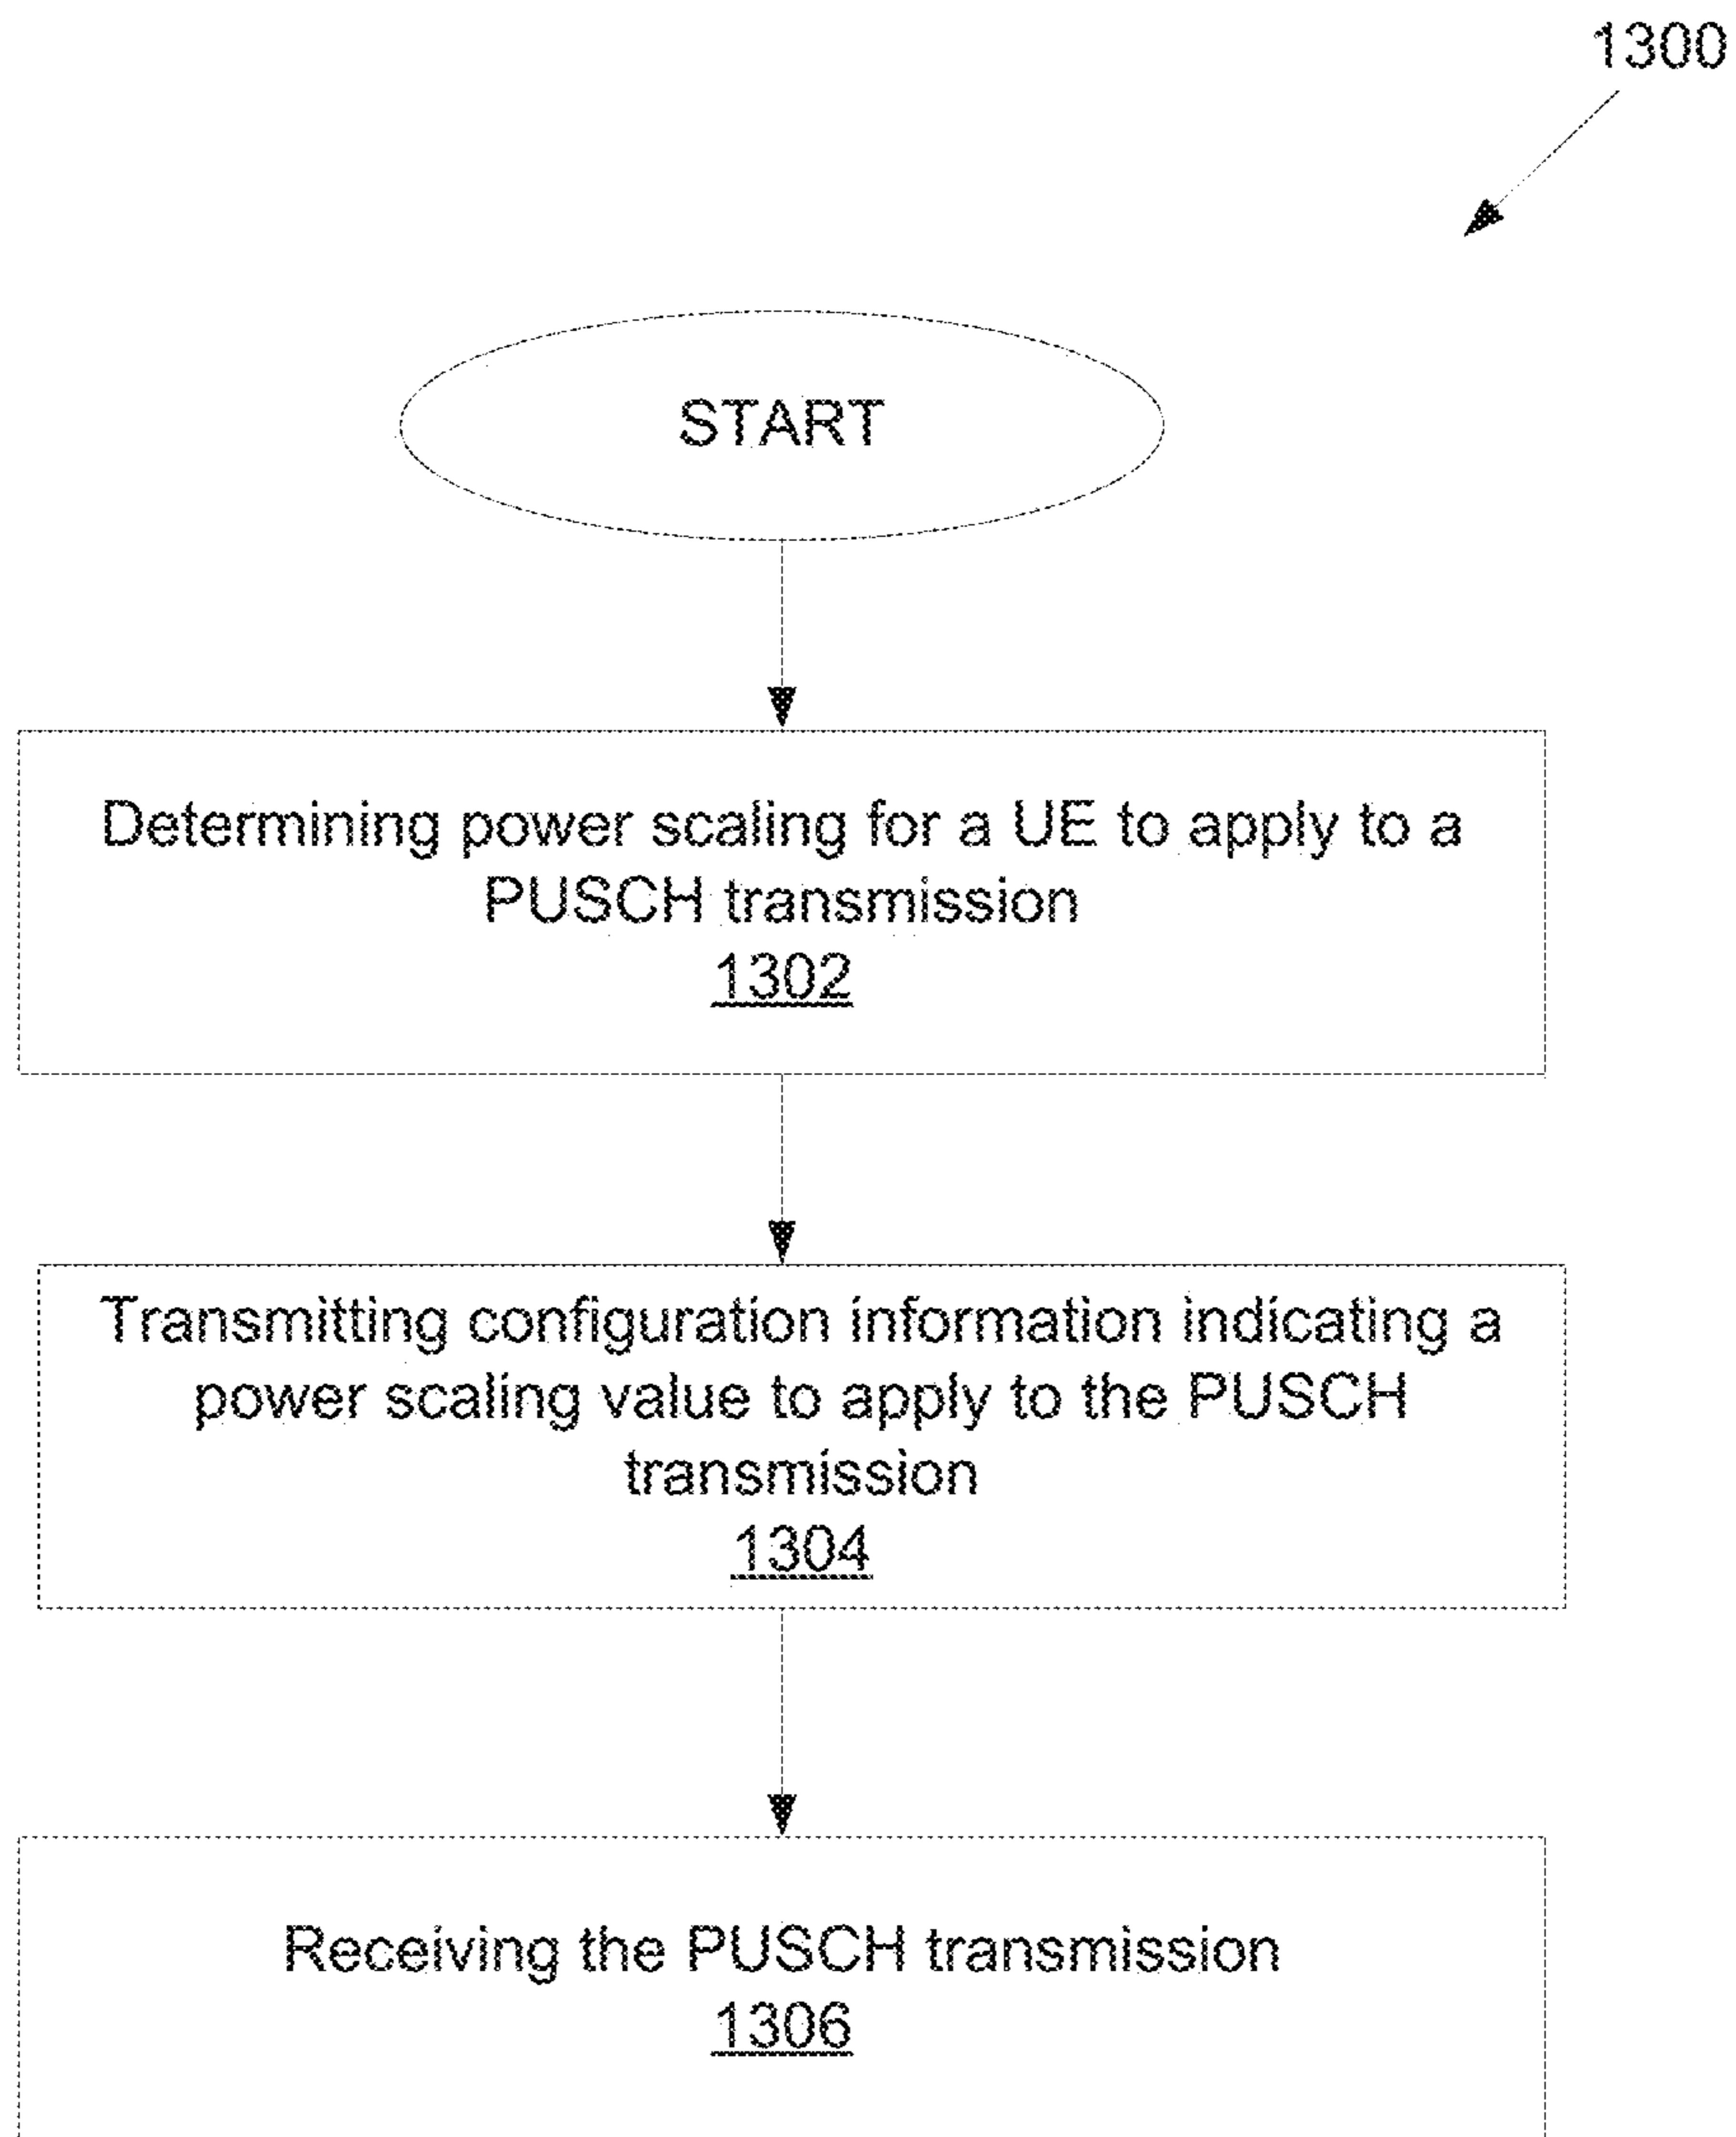 1300
START
Determining power scaling for a UE to apply to a
PUSCH transmission
1302
Transmitting configuration information indicating a
power scaling value to apply to the PUSCH
transmission
1304
Receiving the PUSCH transmission
1306